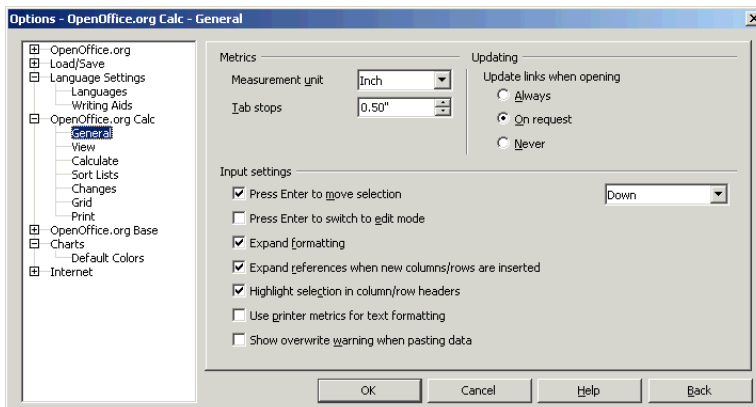 Options - OpenOffice.org Calc - General
OpenOffice.org
Load/Save
Language Settings
Languages
Writing Aids
OpenOffice.org Calc
General
View
Calculate
Sort Lists
Changes
Grid
Print
OpenOffice.org Base
Charts
Default Colors
Internet
Metrics
Measurement unit
Inch
Tab stops
0.50"
Updating
Update links when opening
Always
On request
Never
Input settings
Press Enter to move selection
Down
Press Enter to switch to edit mode
Expand formatting
Expand references when new columns/rows are inserted
Highlight selection in column/row headers
Use printer metrics for text formatting
Show overwrite warning when pasting data
OK
Cancel
Help
Back